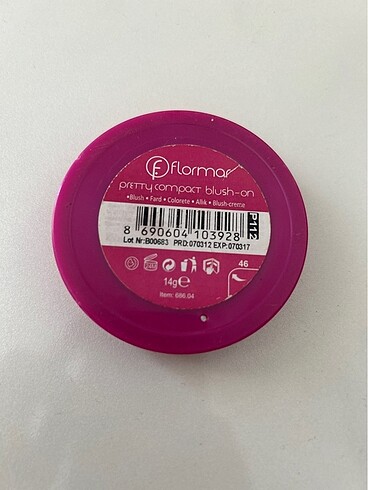 flormar
pretty compact blush-on
•Blush • Fard • Colorete • Allık • Blush-creme
P113
8 690604 103928
Lot Nr:B00683 PRD:070312 EXP:070317
46
14g℮
Item: 686.04